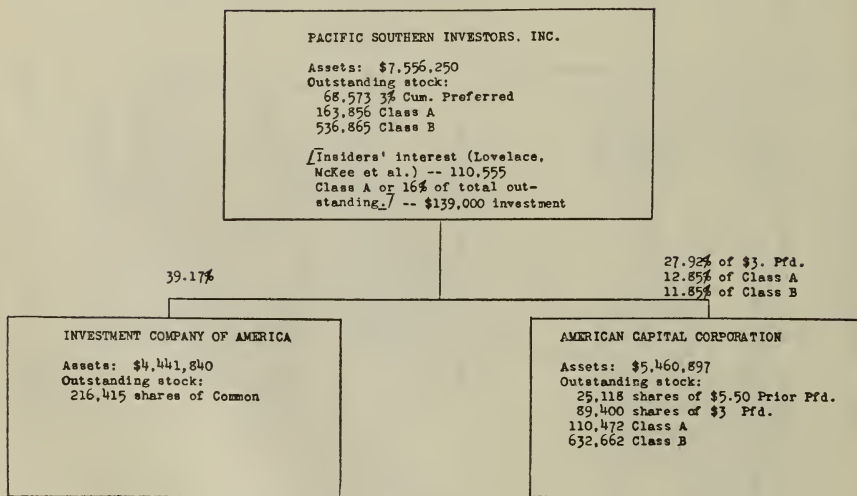 PACIFIC SOUTHERN INVESTORS, INC.
Assets: $7,556,250
Outstanding stock:
68,573 3% Cum. Preferred
163,856 Class A
536,865 Class B
[Insiders' interest (Lovelace,
McKee et al.) -- 110,555
Class A or 16% of total out-
standing.] -- $139,000 investment
39.17%
27.92% of $3. Pfd.
12.85% of Class A
11.85% of Class B
INVESTMENT COMPANY OF AMERICA
Assets: $4,441,840
Outstanding stock:
216,415 shares of Common
AMERICAN CAPITAL CORPORATION
Assets: $5,460,897
Outstanding stock:
25,118 shares of $5.50 Prior Pfd.
89,400 shares of $3 Pfd.
110,472 Class A
632,662 Class B